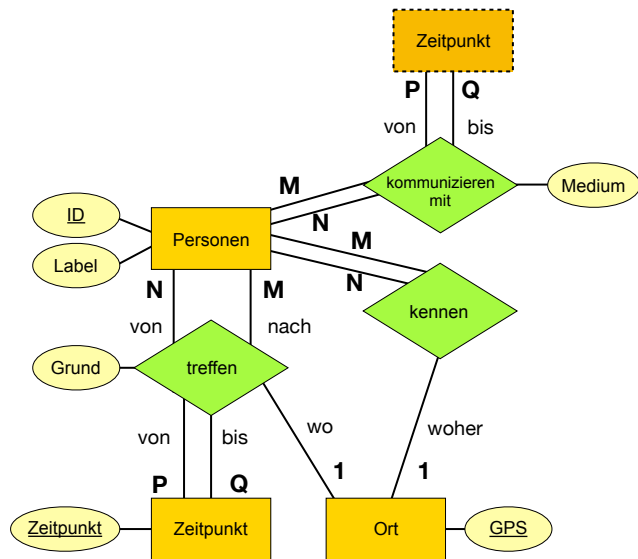 Zeitpunkt
P
Q
von
bis
kommunizieren
mit
Medium
M
N
ID
Label
Personen
M
N
kennen
N
M
von
nach
Grund
treffen
von
bis
wo
woher
P
Q
1
1
Zeitpunkt
Zeitpunkt
Ort
GPS